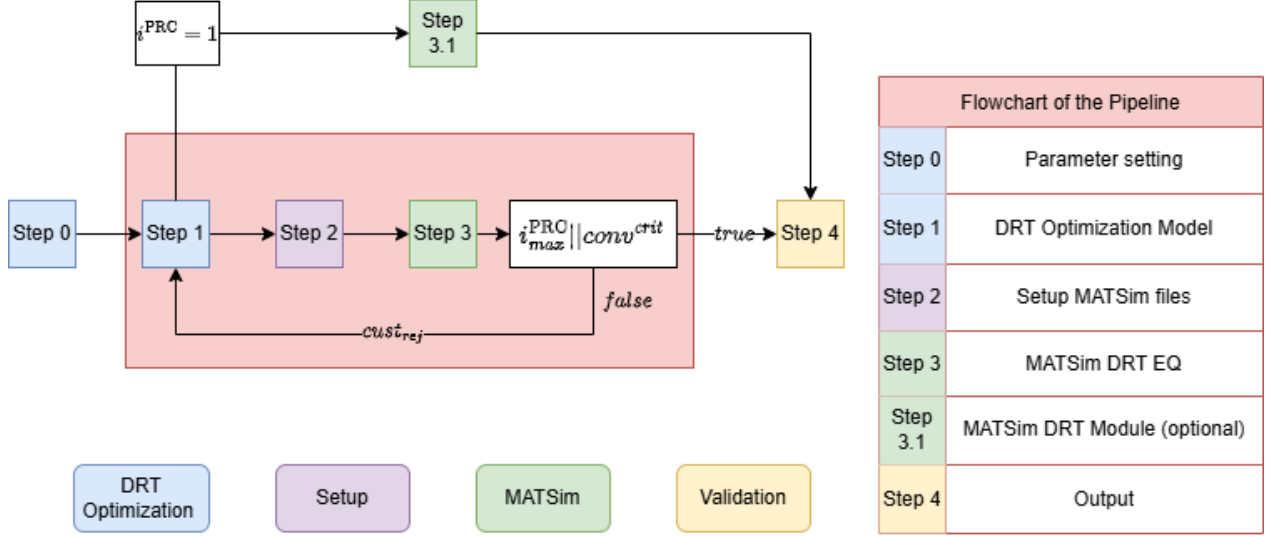 i^PRC = 1
Step
3.1
Step 0
Step 1
Step 2
Step 3
i_max^PRC||conv^crit
true
Step 4
false
cust_rej
DRT
Optimization
Setup
MATSim
Validation
Flowchart of the Pipeline
Step 0 Parameter setting
Step 1 DRT Optimization Model
Step 2 Setup MATSim files
Step 3 MATSim DRT EQ
Step
3.1 MATSim DRT Module (optional)
Step 4 Output